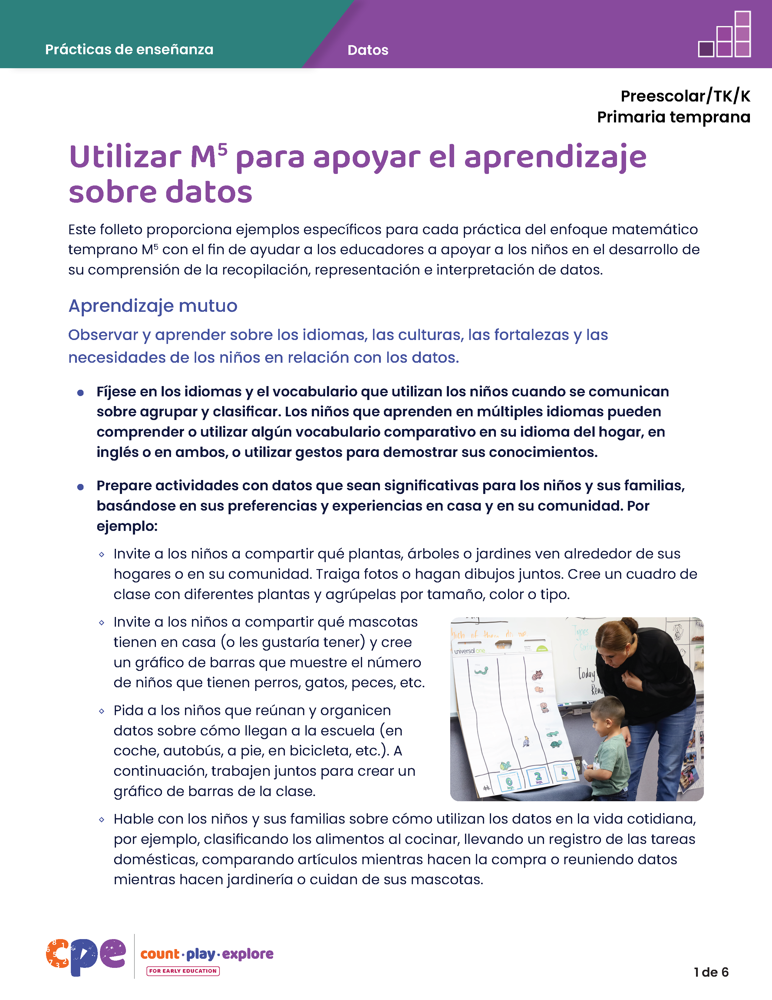 Prácticas de enseñanza
Datos
Preescolar/TK/K
Primaria temprana
Utilizar M⁵ para apoyar el aprendizaje
sobre datos
Este folleto proporciona ejemplos específicos para cada práctica del enfoque matemático
temprano M⁵ con el fin de ayudar a los educadores a apoyar a los niños en el desarrollo de
su comprensión de la recopilación, representación e interpretación de datos.
Aprendizaje mutuo
Observar y aprender sobre los idiomas, las culturas, las fortalezas y las
necesidades de los niños en relación con los datos.
● Fíjese en los idiomas y el vocabulario que utilizan los niños cuando se comunican
sobre agrupar y clasificar. Los niños que aprenden en múltiples idiomas pueden
comprender o utilizar algún vocabulario comparativo en su idioma del hogar, en
inglés o en ambos, o utilizar gestos para demostrar sus conocimientos.
● Prepare actividades con datos que sean significativas para los niños y sus familias,
basándose en sus preferencias y experiencias en casa y en su comunidad. Por
ejemplo:
⋄ Invite a los niños a compartir qué plantas, árboles o jardines ven alrededor de sus
hogares o en su comunidad. Traiga fotos o hagan dibujos juntos. Cree un cuadro de
clase con diferentes plantas y agrúpelas por tamaño, color o tipo.
⋄ Invite a los niños a compartir qué mascotas
tienen en casa (o les gustaría tener) y cree
un gráfico de barras que muestre el número
de niños que tienen perros, gatos, peces, etc.
⋄ Pida a los niños que reúnan y organicen
datos sobre cómo llegan a la escuela (en
coche, autobús, a pie, en bicicleta, etc.). A
continuación, trabajen juntos para crear un
gráfico de barras de la clase.
of them do we
Types
universal one
Today
#
0 legs.
2 legs.
4 legs.
⋄ Hable con los niños y sus familias sobre cómo utilizan los datos en la vida cotidiana,
por ejemplo, clasificando los alimentos al cocinar, llevando un registro de las tareas
domésticas, comparando artículos mientras hacen la compra o reuniendo datos
mientras hacen jardinería o cuidan de sus mascotas.
cpe
count·play·explore
FOR EARLY EDUCATION
1 de 6